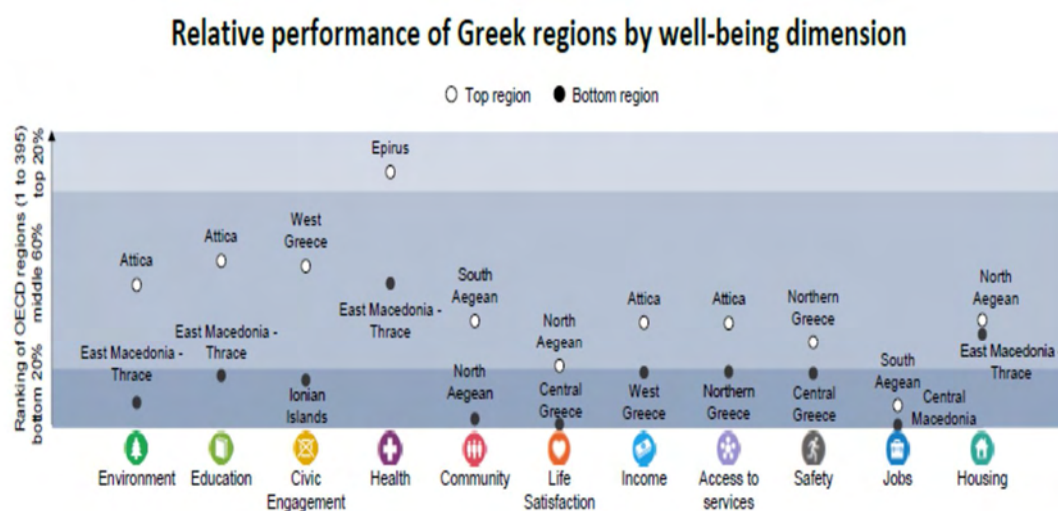 Relative performance of Greek regions by well-being dimension
Top region
Bottom region
Ranking of OECD regions (1 to 395)
bottom 20%
middle 60%
top 20%
Attica
East Macedonia -
Thrace
Attica
East Macedonia -
Thrace
West
Greece
Ionian
Islands
Epirus
East Macedonia -
Thrace
South
Aegean
North
Aegean
North
Aegean
Central
Greece
Attica
West
Greece
Attica
Northern
Greece
Northern
Greece
Central
Greece
South
Aegean
Central
Macedonia
North
Aegean
East Macedonia
Thrace
Environment
Education
Civic
Engagement
Health
Community
Life
Satisfaction
Income
Access to
services
Safety
Jobs
Housing